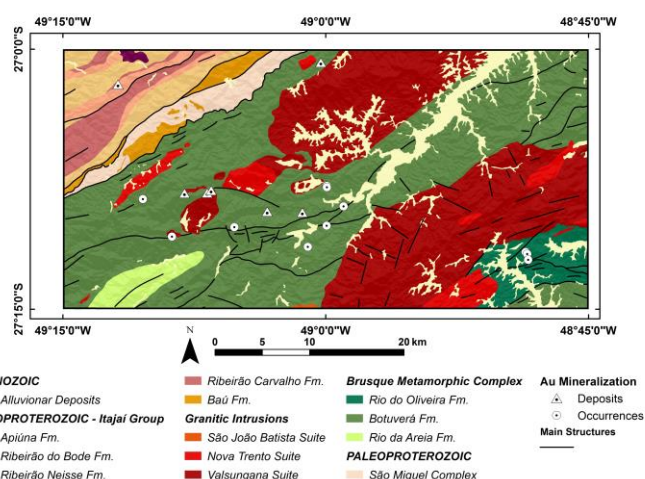 49°15'0"W 49°0'0"W 48°45'0"W
27°0'0"S
27°15'0"S
49°15'0"W 49°0'0"W 48°45'0"W
N
0 5 10 20 km
NOZOIC
Alluvionar Deposits
OPROTEROZOIC - Itajaí Group
Apiúna Fm.
Ribeirão do Bode Fm.
Ribeirão Neisse Fm.
Ribeirão Carvalho Fm.
Baú Fm.
Granitic Intrusions
São João Batista Suite
Nova Trento Suite
Valsungana Suite
Brusque Metamorphic Complex
Rio do Oliveira Fm.
Botuverá Fm.
Rio da Areia Fm.
PALEOPROTEROZOIC
São Miguel Complex
Au Mineralization
Deposits
Occurrences
Main Structures